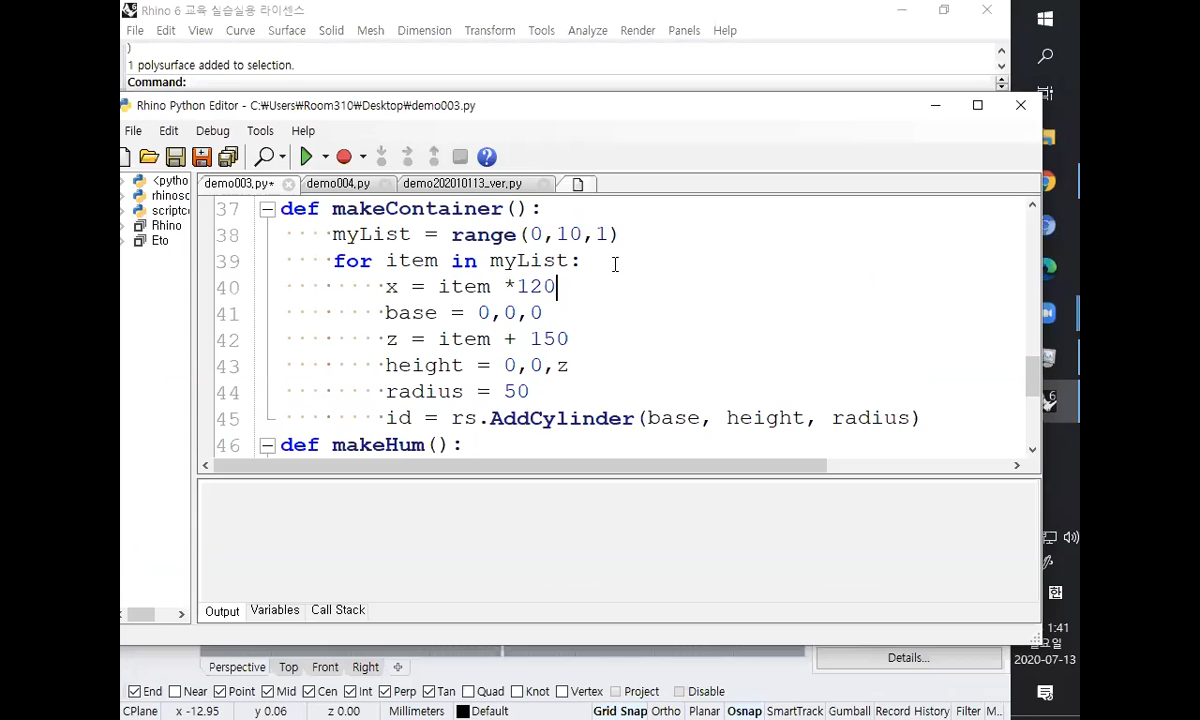 Rhino 6 교육 실습실용 라이센스
File Edit View Curve Surface Solid Mesh Dimension Transform Tools Analyze Render Panels Help
)
1 polysurface added to selection.
Command:
Rhino Python Editor - C:₩Users₩Room310₩Desktop₩demo003.py
File Edit Debug Tools Help
<pytho
rhinosc
scriptcc
Rhino
Eto
demo003.py* demo004.py demo202010113_ver.py
37 def makeContainer():
38 myList = range(0,10,1)
39 for item in myList:
40 x = item *120
41 base = 0,0,0
42 z = item + 150
43 height = 0,0,z
44 radius = 50
45 id = rs.AddCylinder(base, height, radius)
46 def makeHum():
Output Variables Call Stack
Perspective Top Front Right
Details...
End Near Point Mid Cen Int Perp Tan Quad Knot Vertex Project Disable
CPlane x -12.95 y 0.06 z 0.00 Millimeters Default Grid Snap Ortho Planar Osnap SmartTrack Gumball Record History Filter M...
한
1:41
2020-07-13